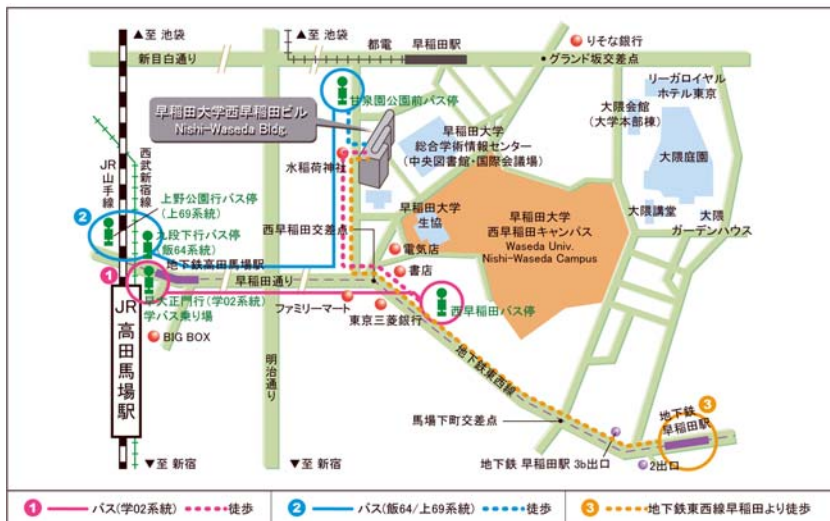 ▲至 池袋
▲至 池袋
新目白通り
都電
早稲田駅
りそな銀行
グランド坂交差点
甘泉園公園前バス停
早稲田大学西早稲田ビル
Nishi-Waseda Bldg.
早稲田大学
総合学術情報センター
(中央図書館・国際会議場)
大隈会館
(大学本部棟)
リーガロイヤル
ホテル東京
大隈庭園
水稲荷神社
JR山手線
西武新宿線
2
上野公園行バス停
(上69系統)
九段下行バス停
(飯64系統)
西早稲田交差点
早稲田大学
生協
早稲田大学
西早稲田キャンパス
Waseda Univ.
Nishi-Waseda Campus
大隈講堂
大隈
ガーデンハウス
電気店
書店
1
地下鉄高田馬場駅
早稲田通り
早大正門行(学02系統)
学バス乗り場
ファミリーマート
東京三菱銀行
西早稲田バス停
JR
高田馬場駅
BIG BOX
明治通り
地下鉄東西線
馬場下町交差点
地下鉄
早稲田駅
3
地下鉄 早稲田駅 3b出口
2出口
▼至 新宿
▼至 新宿
1 バス(学02系統) 徒歩
2 バス(飯64/上69系統) 徒歩
3 地下鉄東西線早稲田より徒歩